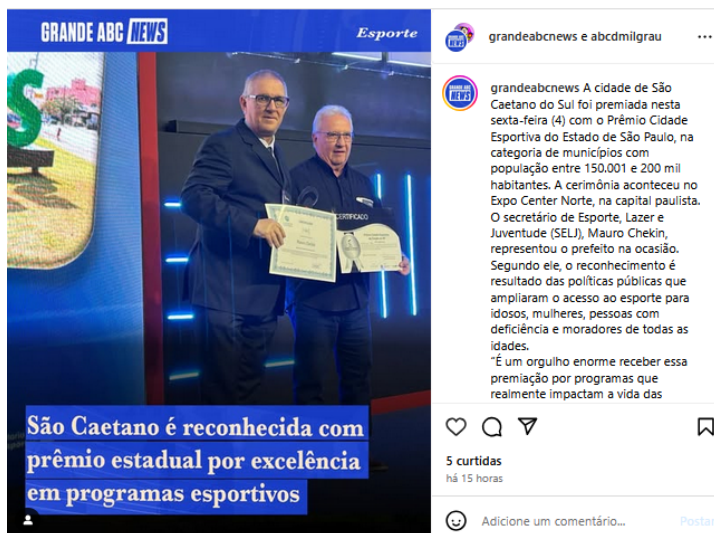 GRANDE ABC NEWS
Esporte
CERTIFICADO
São Caetano é reconhecida com
prêmio estadual por excelência
em programas esportivos
grandeabcnews e abcdmilgrau
grandeabcnews A cidade de São
Caetano do Sul foi premiada nesta
sexta-feira (4) com o Prêmio Cidade
Esportiva do Estado de São Paulo, na
categoria de municípios com
população entre 150.001 e 200 mil
habitantes. A cerimônia aconteceu no
Expo Center Norte, na capital paulista.
O secretário de Esporte, Lazer e
Juventude (SELJ), Mauro Chekin,
representou o prefeito na ocasião.
Segundo ele, o reconhecimento é
resultado das políticas públicas que
ampliaram o acesso ao esporte para
idosos, mulheres, pessoas com
deficiência e moradores de todas as
idades.
“É um orgulho enorme receber essa
premiação por programas que
realmente impactam a vida das
5 curtidas
há 15 horas
Adicione um comentário...
Postar